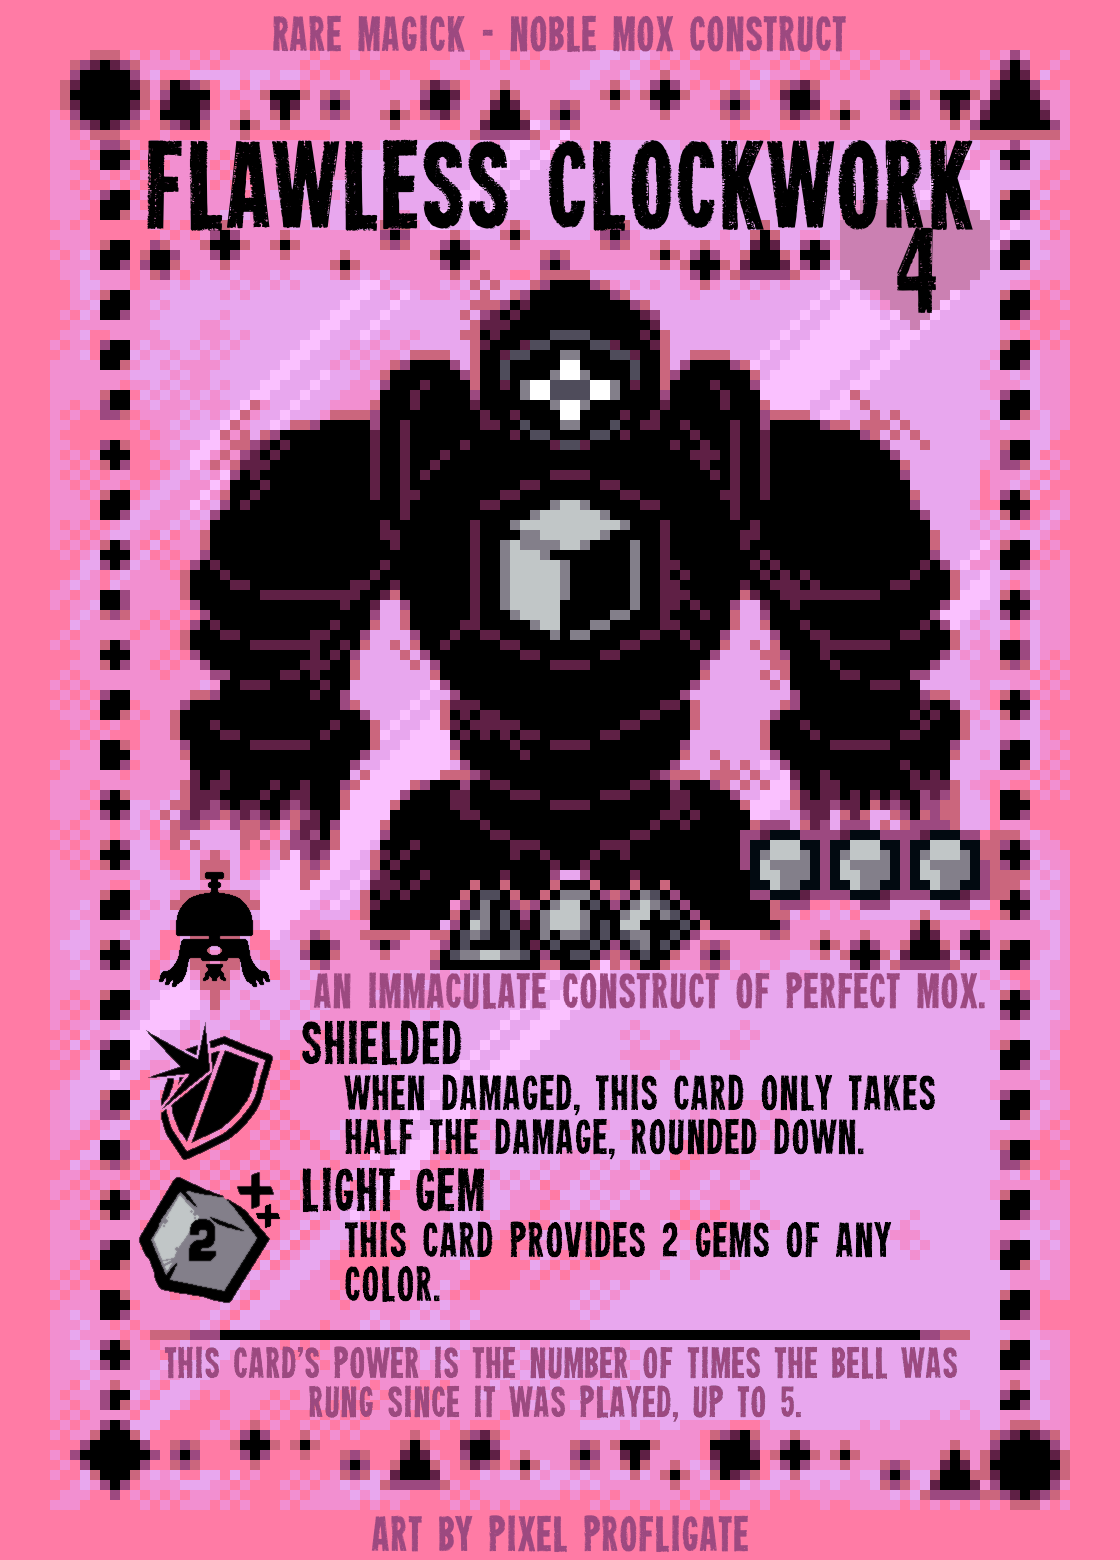 RARE MAGICK - NOBLE MOX CONSTRUCT
FLAWLESS CLOCKWORK
4
AN IMMACULATE CONSTRUCT OF PERFECT MOX.
SHIELDED
WHEN DAMAGED, THIS CARD ONLY TAKES
HALF THE DAMAGE, ROUNDED DOWN.
2
LIGHT GEM
THIS CARD PROVIDES 2 GEMS OF ANY
COLOR.
THIS CARD'S POWER IS THE NUMBER OF TIMES THE BELL WAS
RUNG SINCE IT WAS PLAYED, UP TO 5.
ART BY PIXEL PROFLIGATE